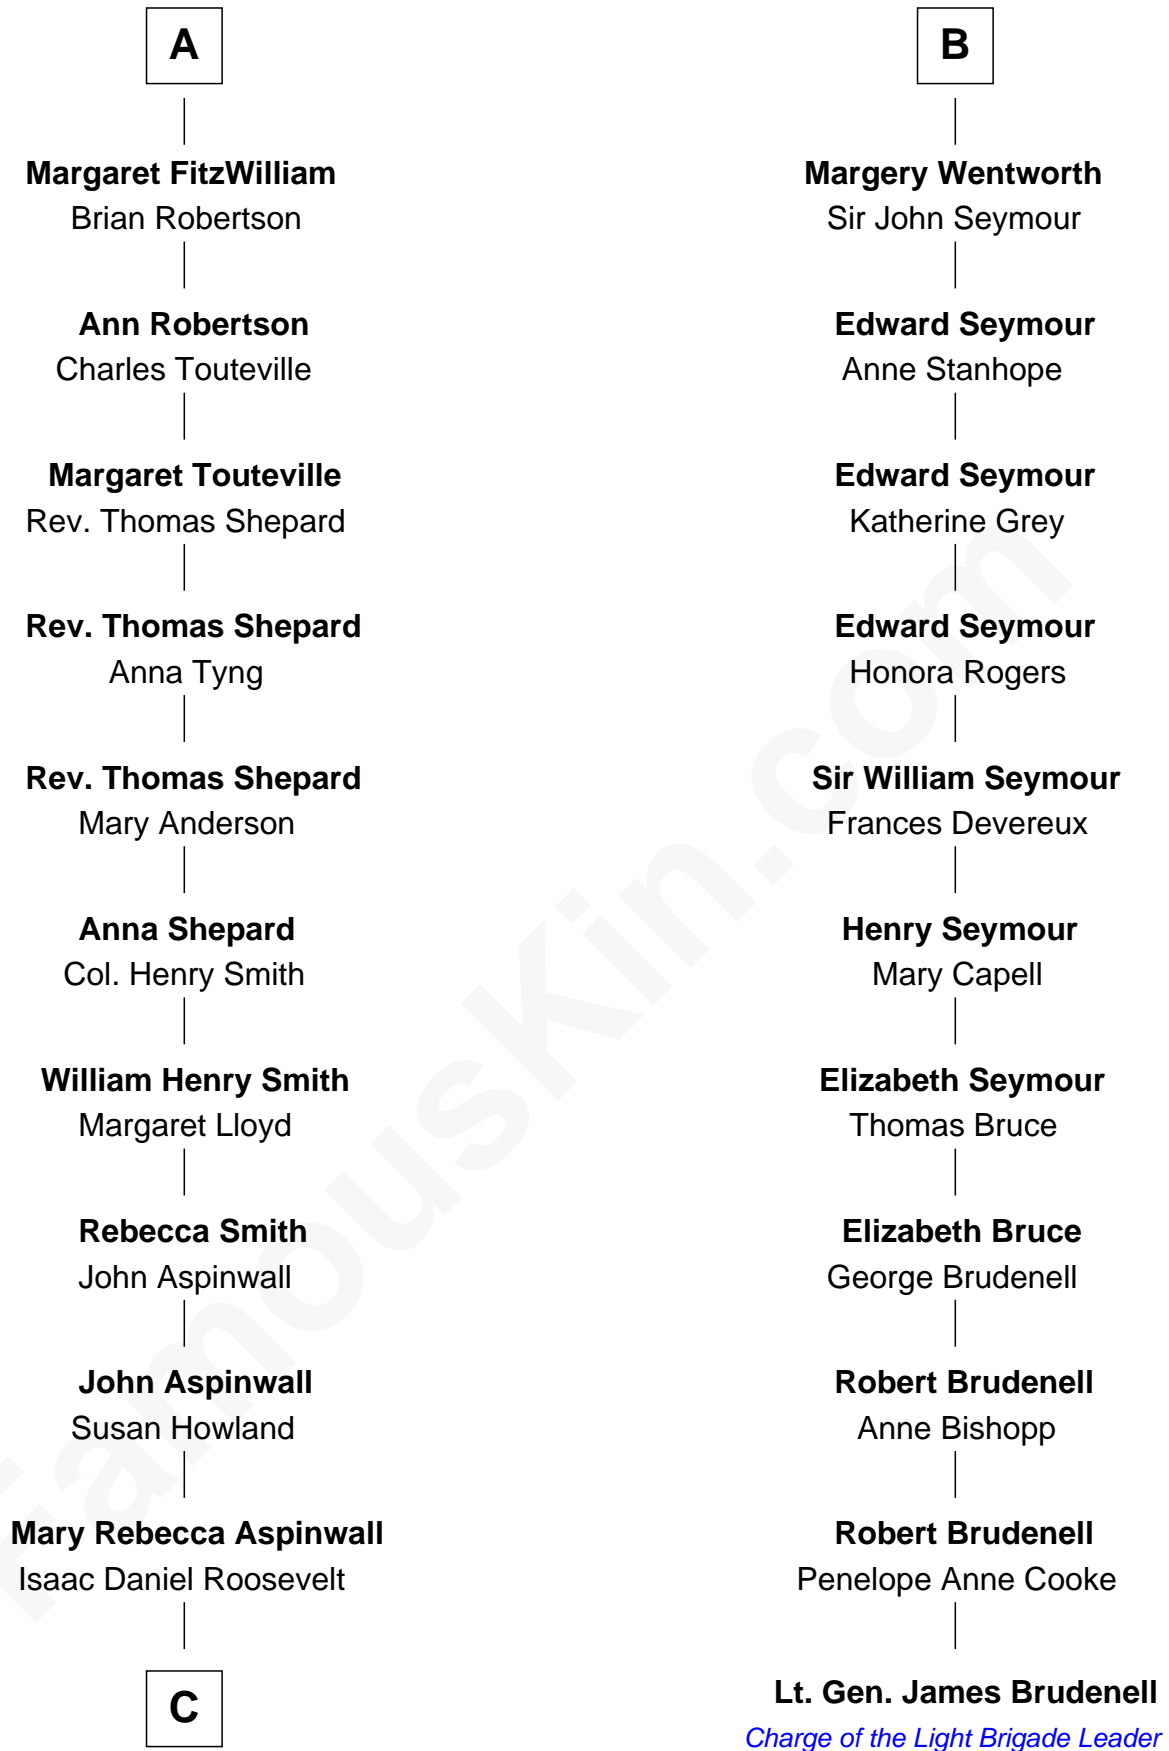 A
Margaret FitzWilliam
Brian Robertson
Ann Robertson
Charles Touteville
Margaret Touteville
Rev. Thomas Shepard
Rev. Thomas Shepard
Anna Tyng
Rev. Thomas Shepard
Mary Anderson
Anna Shepard
Col. Henry Smith
William Henry Smith
Margaret Lloyd
Rebecca Smith
John Aspinwall
John Aspinwall
Susan Howland
Mary Rebecca Aspinwall
Isaac Daniel Roosevelt
C
B
Margery Wentworth
Sir John Seymour
Edward Seymour
Anne Stanhope
Edward Seymour
Katherine Grey
Edward Seymour
Honora Rogers
Sir William Seymour
Frances Devereux
Henry Seymour
Mary Capell
Elizabeth Seymour
Thomas Bruce
Elizabeth Bruce
George Brudenell
Robert Brudenell
Anne Bishopp
Robert Brudenell
Penelope Anne Cooke
Lt. Gen. James Brudenell
Charge of the Light Brigade Leader
FamousKin.com